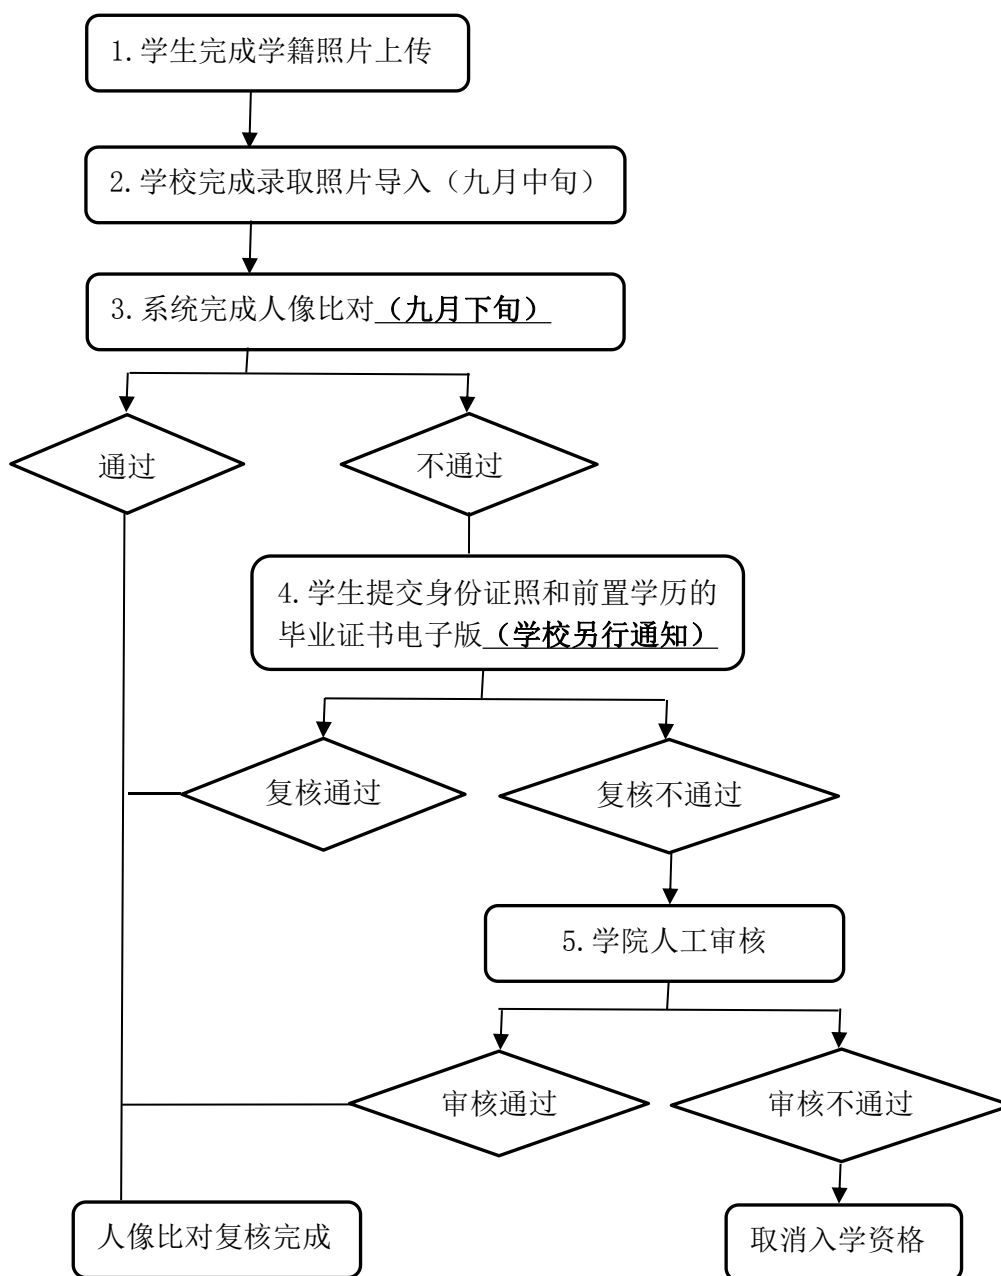 1.学生完成学籍照片上传
2.学校完成录取照片导入（九月中旬）
3.系统完成人像比对（九月下旬）
通过
不通过
4.学生提交身份证照和前置学历的
毕业证书电子版（学校另行通知）
复核通过
复核不通过
5.学院人工审核
审核通过
审核不通过
人像比对复核完成
取消入学资格